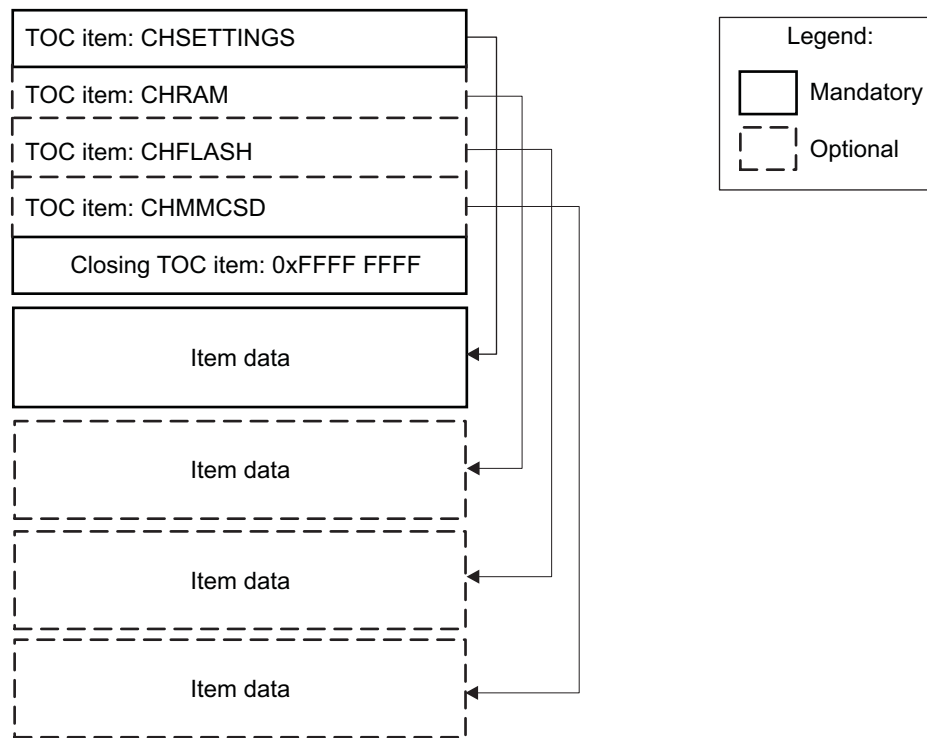 TOC item: CHSETTINGS
TOC item: CHRAM
TOC item: CHFLASH
TOC item: CHMMCSD
Closing TOC item: 0xFFFF FFFF
Item data
Item data
Item data
Item data
Legend:
Mandatory
Optional